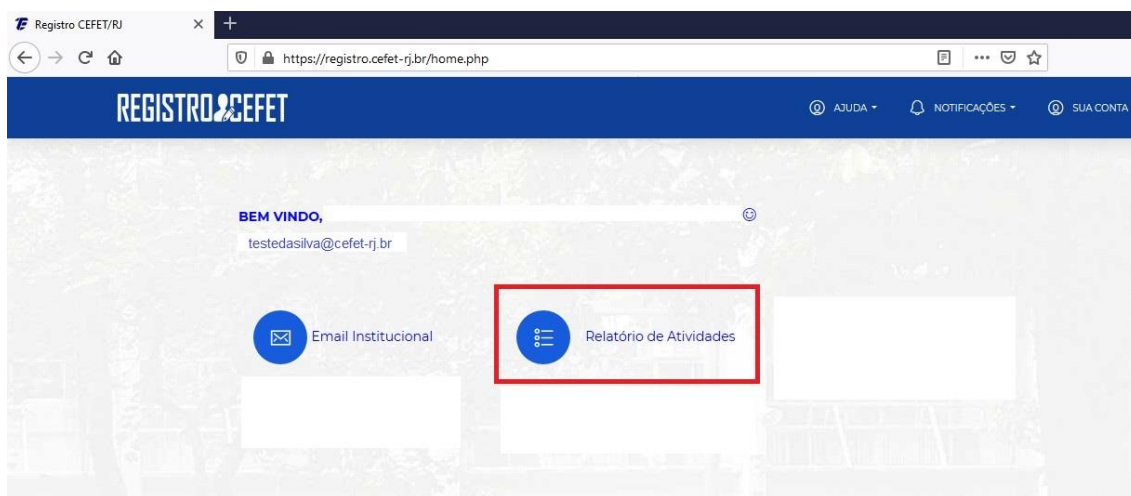 Registro CEFET/RJ
https://registro.cefet-rj.br/home.php
REGISTRO CEFET
AJUDA
NOTIFICAÇÕES
SUA CONTA
BEM VINDO,
testedasilva@cefet-rj.br
Email Institucional
Relatório de Atividades